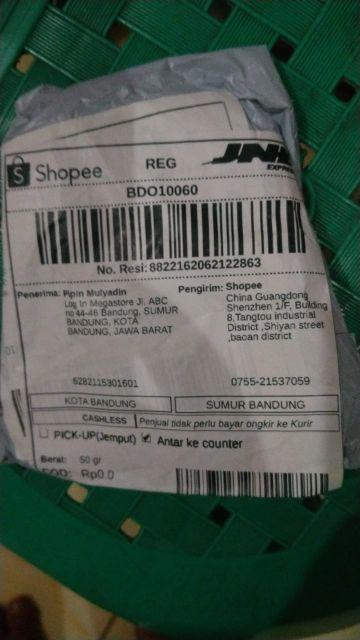 Shopee REG JNE
EXPRESS
BDO10060
No. Resi: 8822162062122863
Penerima: Pipin Mulyadin
Log In Megastore Jl. ABC
no 44-46 Bandung, SUMUR
BANDUNG, KOTA
BANDUNG, JAWA BARAT
6282115301601
Pengirim: Shopee
China Guangdong
Shenzhen 1/F, Building
8,Tangtou industrial
District ,Shiyan street
,baoan district
0755-21537059
KOTA BANDUNG SUMUR BANDUNG
CASHLESS Penjual tidak perlu bayar ongkir ke Kurir
PICK-UP(Jemput) Antar ke counter
Berat: 50 gr
COD: Rp0.0